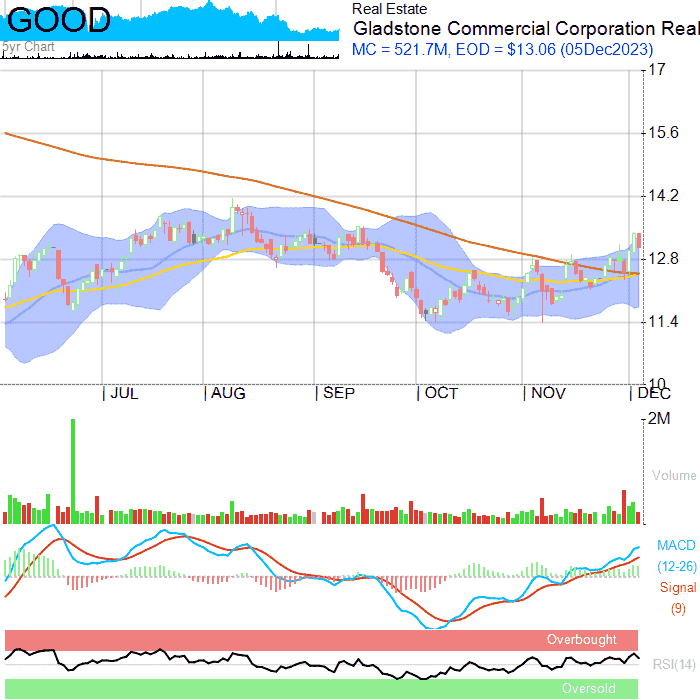 GOOD
5yr Chart
Real Estate
Gladstone Commercial Corporation Real
MC = 521.7M, EOD = $13.06 (05Dec2023)
17
15.6
14.2
12.8
11.4
10
JUL
AUG
SEP
OCT
NOV
DEC
2M
Volume
MACD
(12-26)
Signal
(9)
Overbought
RSI(14)
Oversold